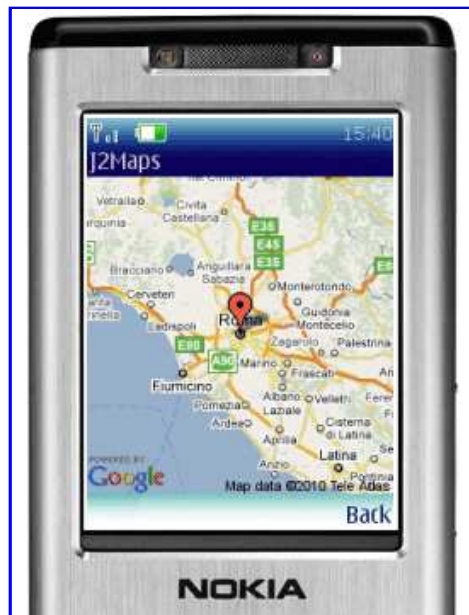 15:40
J2Maps
Vetralla
Civita
Castellana
E35
E45
E35
Bracciano
Anguillara
Sabazia
Monterotondo
Cerveteri
Guidonia
Montecelio
Ladispoli
Roma
Zagarolo
Palestrina
E80
A90
Marino
Frascati
Fiumicino
Albano
Laziale
Velletri
Pomezia
Ardea
Cisterna
di Latina
Aprilia
Latina
Anzio
Pontinia
POWERED BY
Google
Map data ©2010 Tele Atlas
Back
NOKIA